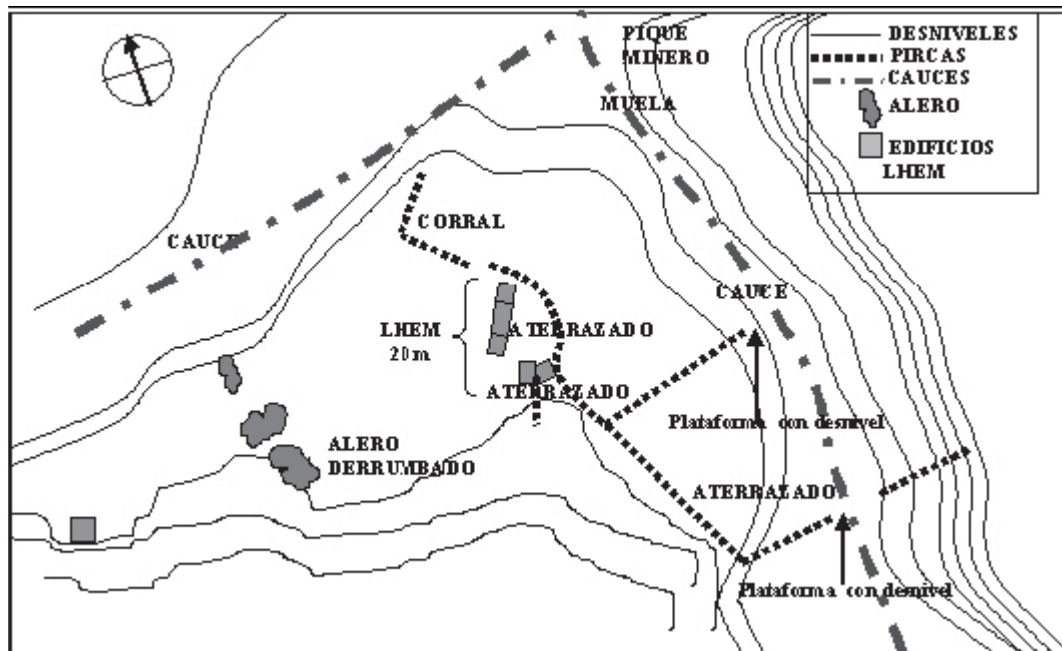 PIQUE
MINERO
MUELA
DESNIVELES
PIRCAS
CAUCES
ALERO
EDIFICIOS
LHEM
CAUCE
CORRAL
CAUCE
LHEM
20 m
ATERRAZADO
ATERRAZADO
Plataforma con desnivel
ALERO
DERRUMBADO
ATERRAZADO
Plataforma con desnivel